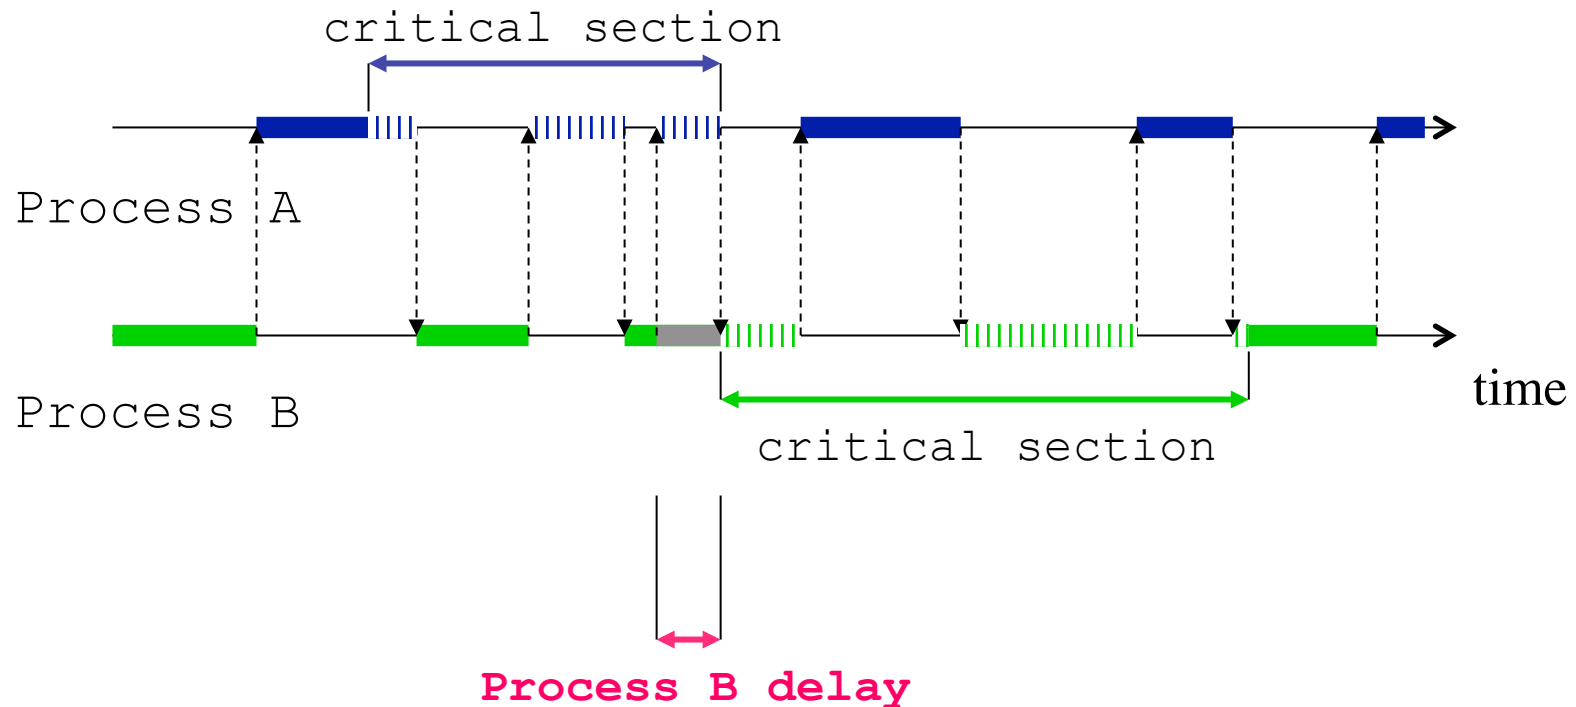 critical section
Process A
Process B
time
critical section
Process B delay